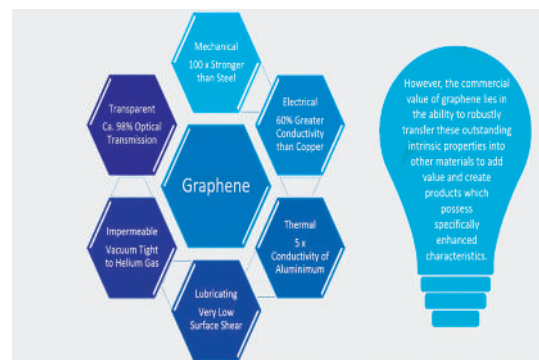 Mechanical
100 x Stronger
than Steel
Electrical
60% Greater
Conductivity
than Copper
Transparent
Ca. 98% Optical
Transmission
Graphene
Impermeable
Vacuum Tight
to Helium Gas
Thermal
5 x
Conductivity of
Aluminimum
Lubricating
Very Low
Surface Shear
However, the commercial
value of graphene lies in
the ability to robustly
transfer these outstanding
intrinsic properties into
other materials to add
value and create
products which
possess
specifically
enhanced
characteristics.